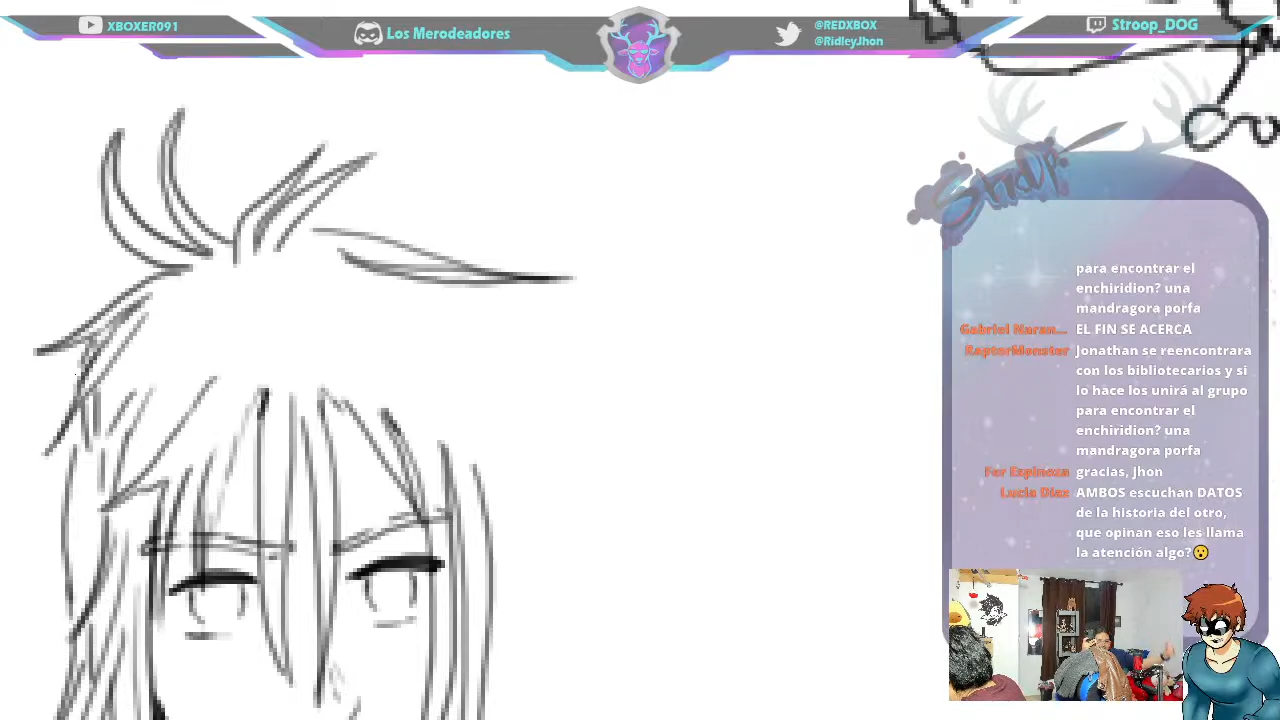 XBOXER091
Los Merodeadores
@REDXBOX
@RidleyJhon
Stroop_DOG
Stroop
para encontrar el
enchiridion? una
mandragora porfa
Gabriel Naran... EL FIN SE ACERCA
RaptorMonster Jonathan se reencontrara
con los bibliotecarios y si
lo hace los unirá al grupo
para encontrar el
enchiridion? una
mandragora porfa
Fer Espinoza gracias, Jhon
Lucia Diaz AMBOS escuchan DATOS
de la historia del otro,
que opinan eso les llama
la atención algo?😮